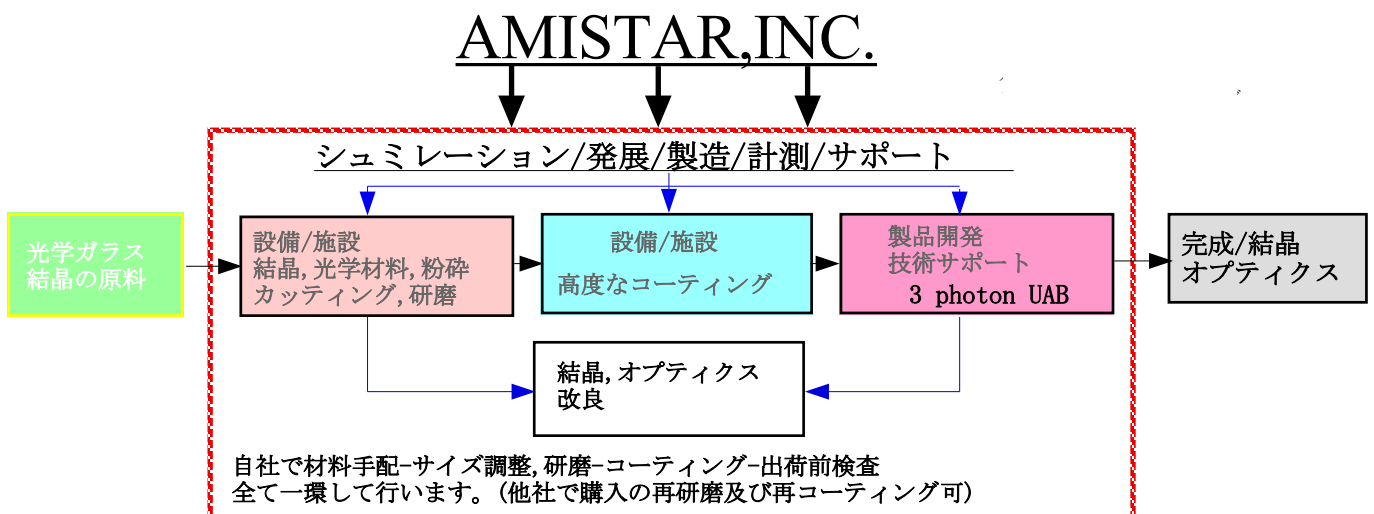 AMISTAR,INC.
シュミレーション/発展/製造/計測/サポート
光学ガラス
結晶の原料
設備/施設
結晶,光学材料,粉砕
カッティング,研磨
設備/施設
高度なコーティング
製品開発
技術サポート
3 photon UAB
完成/結晶
オプティクス
結晶,オプティクス
改良
自社で材料手配-サイズ調整,研磨-コーティング-出荷前検査
全て一環して行います。(他社で購入の再研磨及び再コーティング可)